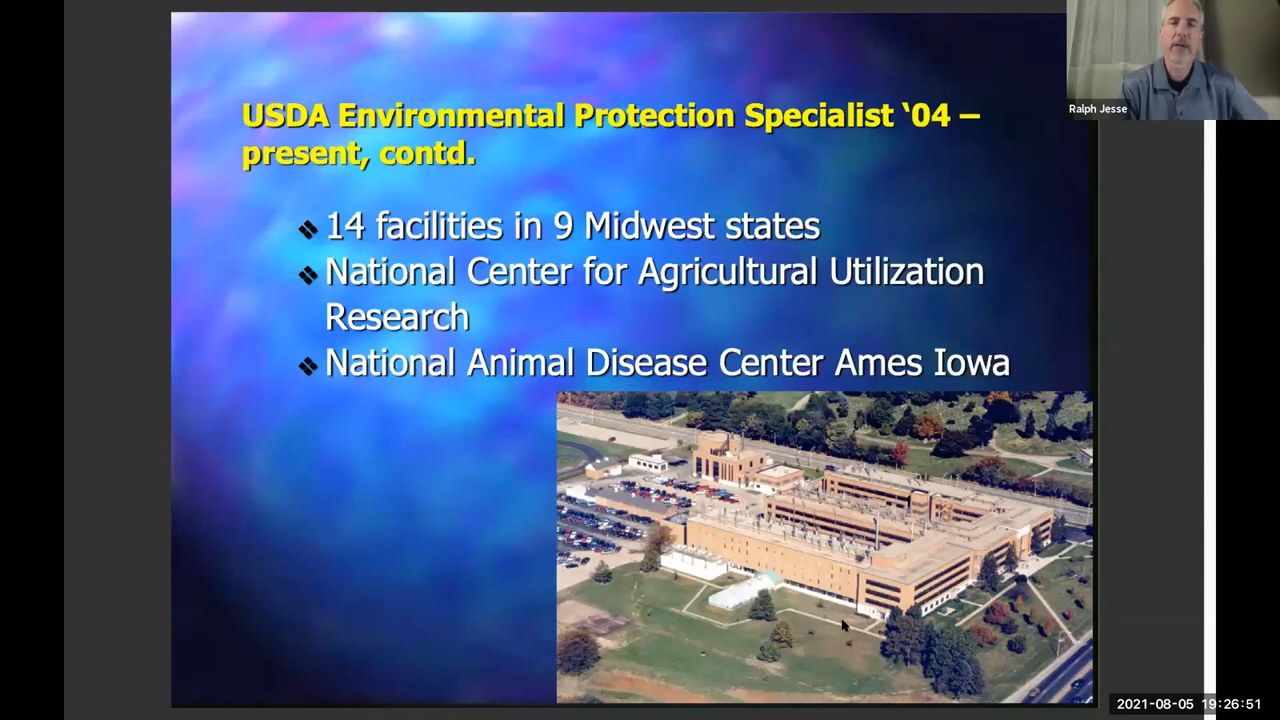 USDA Environmental Protection Specialist ‘04 –
present, contd.
14 facilities in 9 Midwest states
National Center for Agricultural Utilization
Research
National Animal Disease Center Ames Iowa
Ralph Jesse
2021-08-05 19:26:51